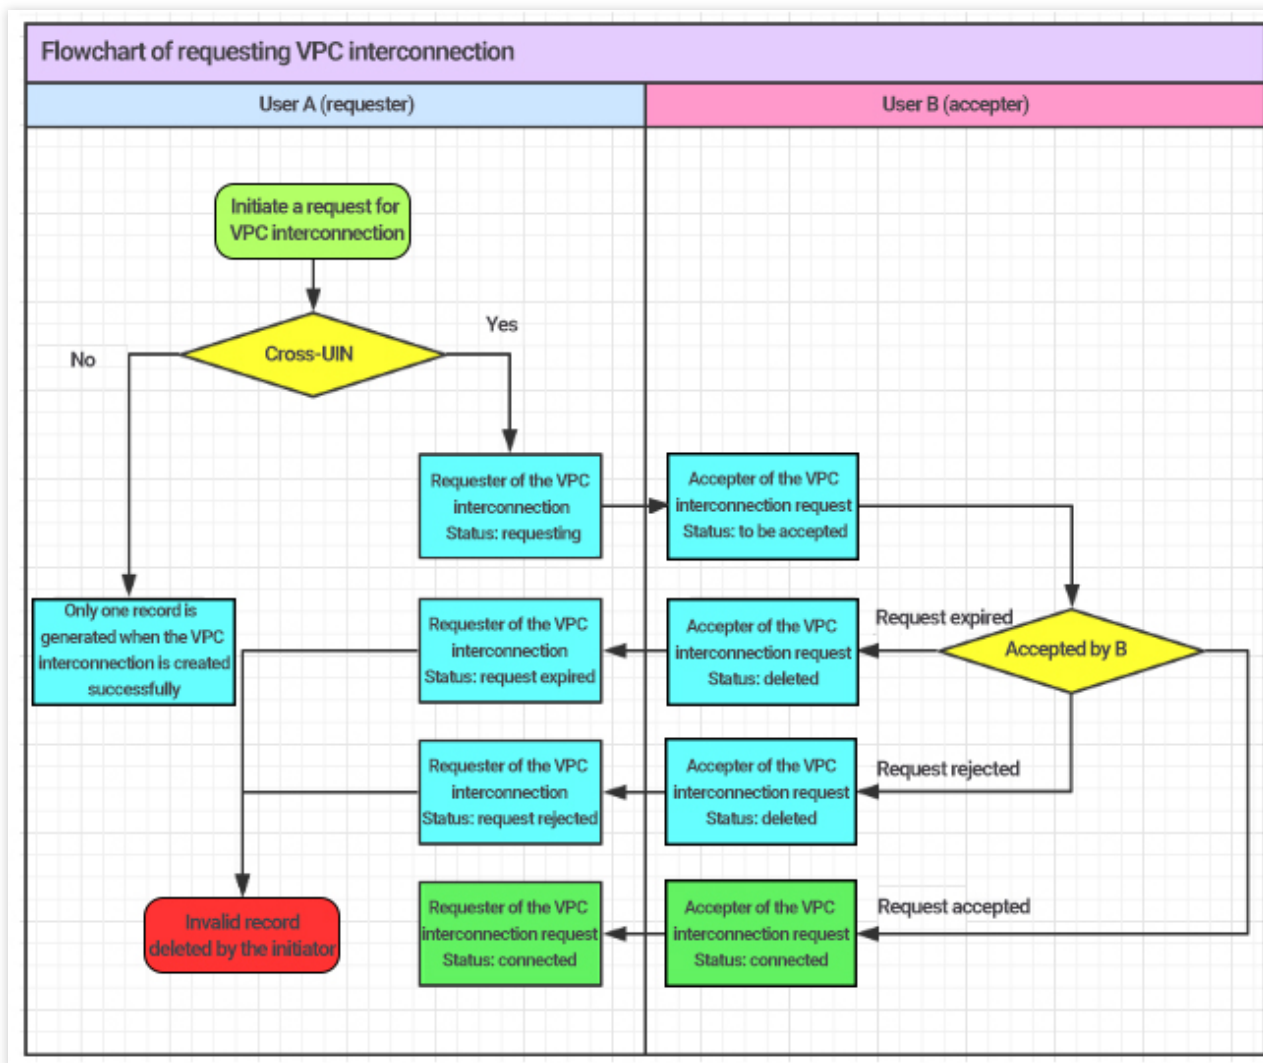 Flowchart of requesting VPC interconnection
User A (requester)
User B (accepter)
Initiate a request for
VPC interconnection
Yes
No
Cross-UIN
Requester of the VPC
interconnection
Status: requesting
Accepter of the VPC
interconnection request
Status: to be accepted
Only one record is
generated when the VPC
interconnection is created
successfully
Requester of the VPC
interconnection
Status: request expired
Accepter of the VPC
interconnection request
Status: deleted
Request expired
Accepted by B
Requester of the VPC
interconnection
Status: request rejected
Accepter of the VPC
interconnection request
Status: deleted
Request rejected
Invalid record
deleted by the initiator
Requester of the VPC
interconnection request
Status: connected
Accepter of the VPC
interconnection request
Status: connected
Request accepted